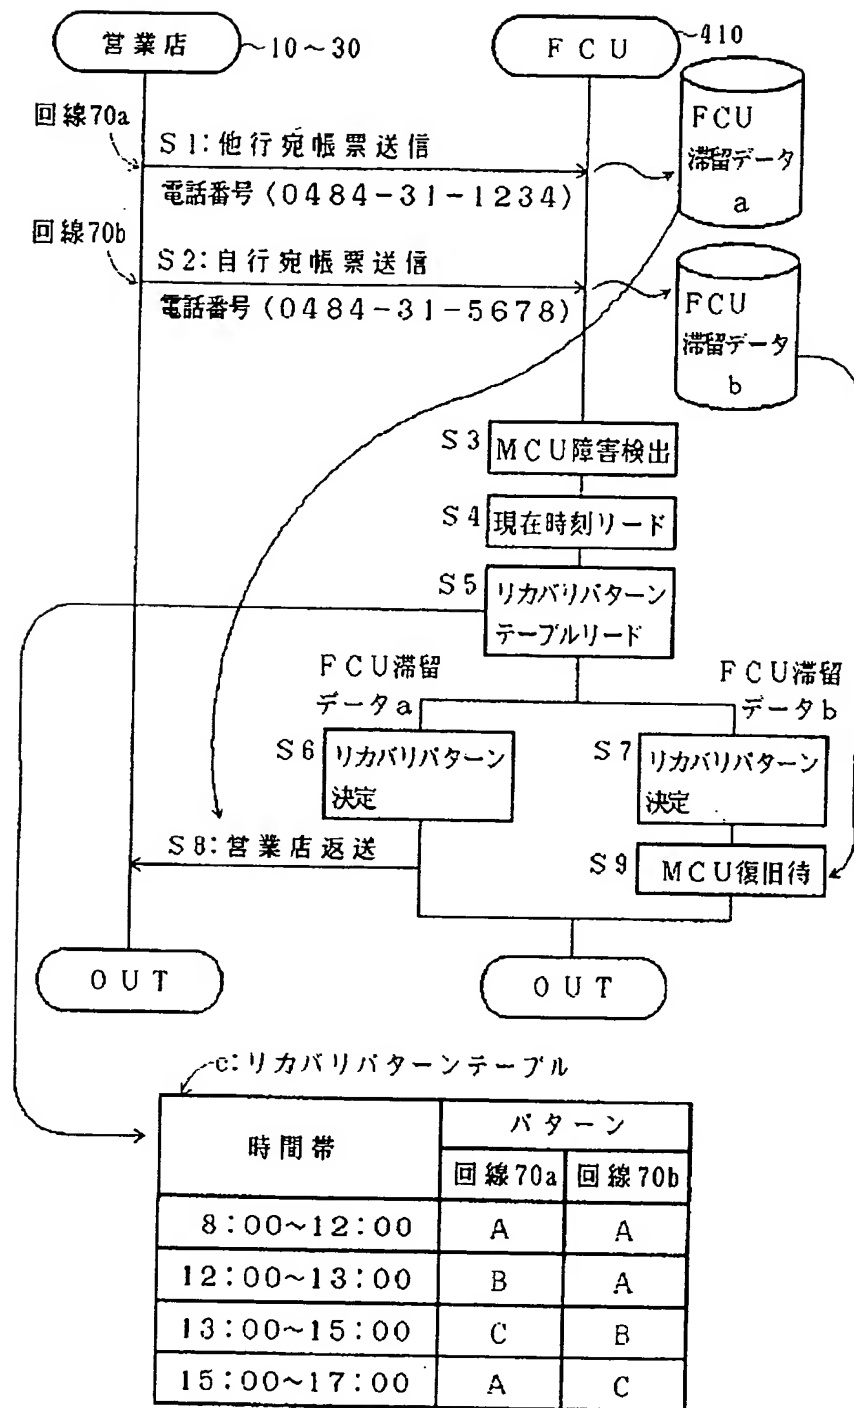 営業店
~10~30
FCU
~410
回線70a
S1:他行宛帳票送信
電話番号(0484-31-1234)
FCU
滞留データ
a
回線70b
S2:自行宛帳票送信
電話番号(0484-31-5678)
FCU
滞留データ
b
S3
MCU障害検出
S4
現在時刻リード
S5
リカバリパターン
テーブルリード
FCU滞留
データa
FCU滞留
データb
S6
リカバリパターン
決定
S7
リカバリパターン
決定
S8:営業店返送
S9
MCU復旧待
OUT
OUT
c:リカバリパターンテーブル
時間帯
パターン
回線70a
回線70b
8:00~12:00 A A
12:00~13:00 B A
13:00~15:00 C B
15:00~17:00 A C